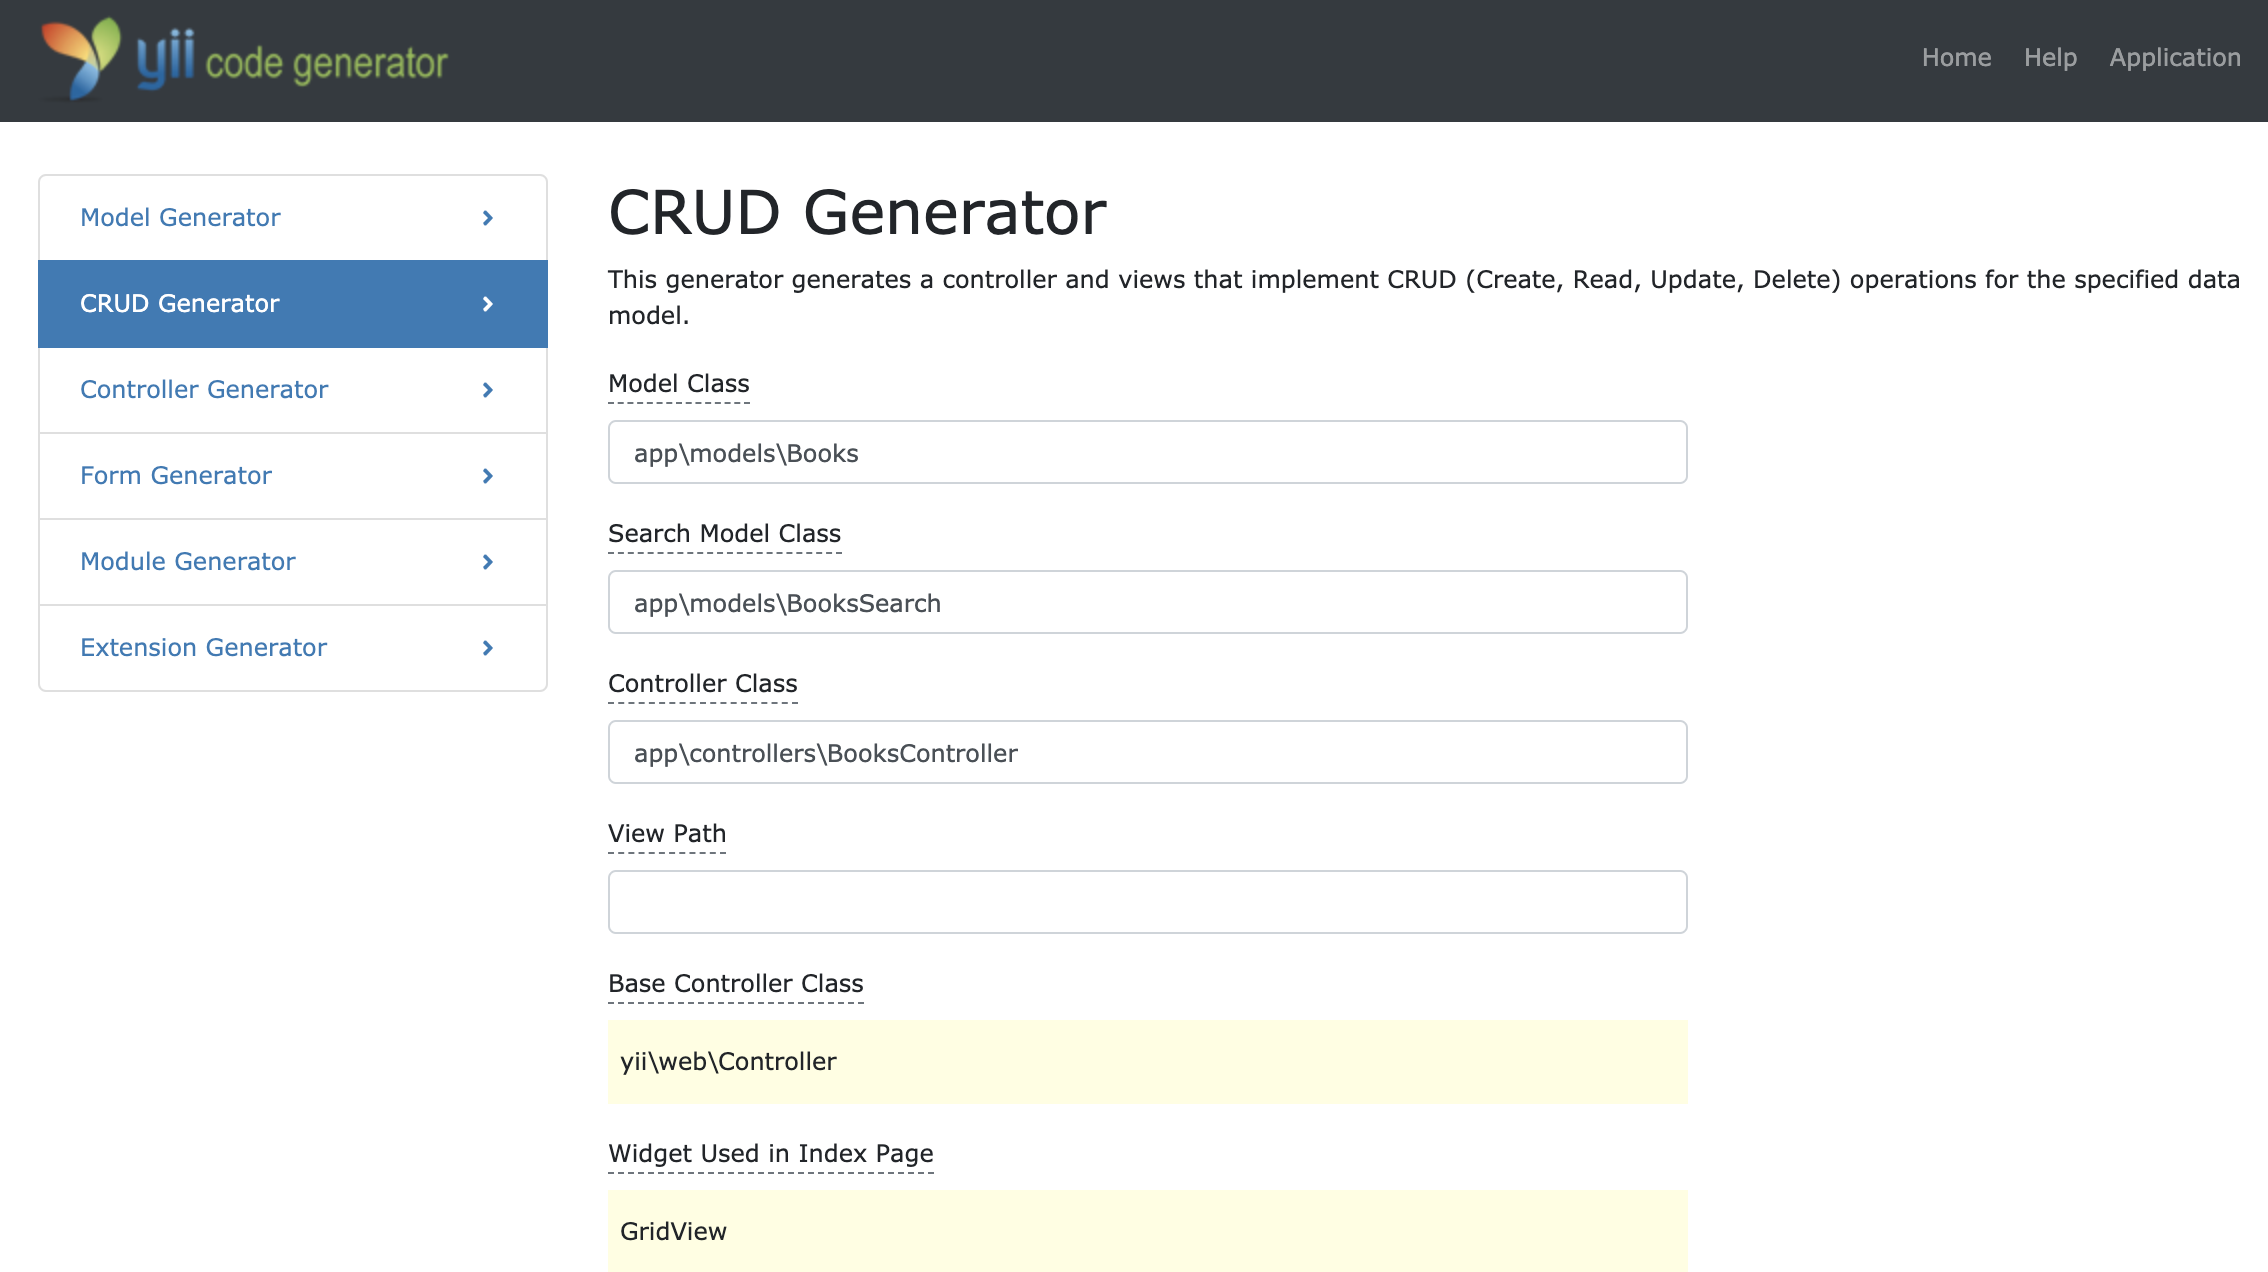 yii code generator
Home Help Application
Model Generator
CRUD Generator
Controller Generator
Form Generator
Module Generator
Extension Generator
CRUD Generator
This generator generates a controller and views that implement CRUD (Create, Read, Update, Delete) operations for the specified data
model.
Model Class
app\models\Books
Search Model Class
app\models\BooksSearch
Controller Class
app\controllers\BooksController
View Path
Base Controller Class
yii\web\Controller
Widget Used in Index Page
GridView